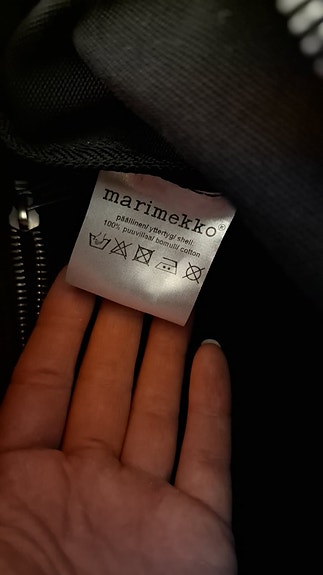 marimekko®
päällinen/ yttertyg/ shell:
100% puuvillaa/ bomull/ cotton